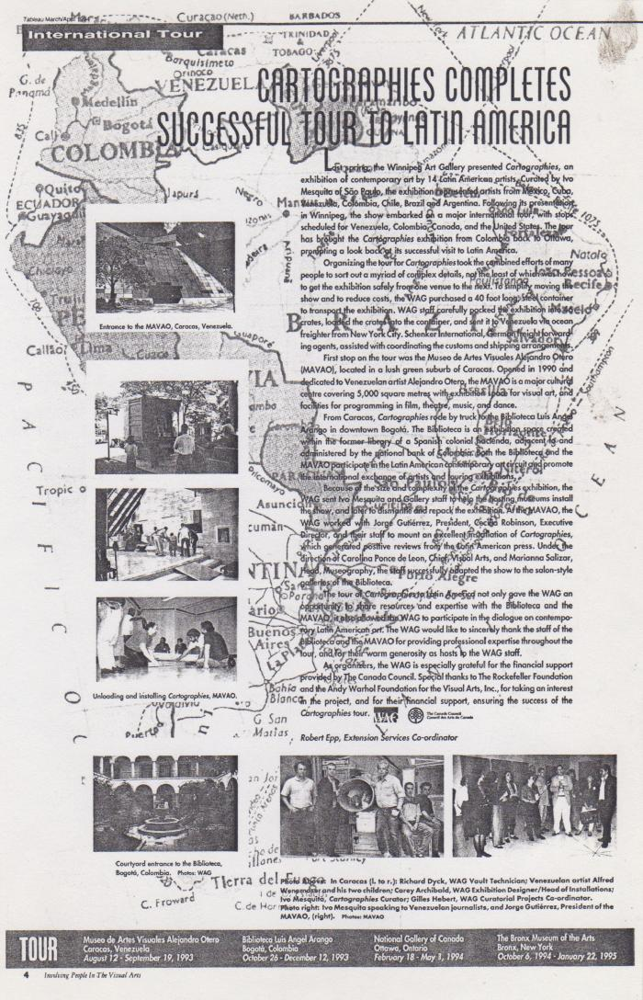 Tableau March/April 1994
International Tour
CARTOGRAPHIES COMPLETES
SUCCESSFUL TOUR TO LATIN AMERICA
Last spring, the Winnipeg Art Gallery presented Cartographies, an
exhibition of contemporary art by 14 Latin American artists. Curated by Ivo
Mesquita of São Paulo, the exhibition presented artists from Mexico, Cuba,
Venezuela, Colombia, Chile, Brazil and Argentina. Following its presentation
in Winnipeg, the show embarked on a major international tour, with stops
scheduled for Venezuela, Colombia, Canada, and the United States. The tour
has brought the Cartographies exhibition from Colombia back to Ottawa,
prompting a look back at its successful visit to Latin America.
Organizing the tour for Cartographies took the combined efforts of many
people to sort out a myriad of complex details, not the least of which was how
to get the exhibition safely from one venue to the next. To simplify moving the
show and to reduce costs, the WAG purchased a 40 foot long steel container
to transport the exhibition. WAG staff carefully packed the exhibition into
crates, loaded the crates into the container, and sent it to Venezuela via ocean
freighter from New York City. Schenker International, German freight forward-
ing agents, assisted with coordinating the customs and shipping arrangements.
First stop on the tour was the Museo de Artes Visuales Alejandro Otero
(MAVAO), located in a lush green suburb of Caracas. Opened in 1990 and
dedicated to Venezuelan artist Alejandro Otero, the MAVAO is a major cultural
centre covering 5,000 square metres with exhibition space for visual art, and
facilities for programming in film, theatre, music, and dance.
From Caracas, Cartographies rode by truck to the Biblioteca Luis Angel
Arango in downtown Bogotá. The Biblioteca is an exhibition space created
within the former library of a Spanish colonial hacienda, adjacent to and
administered by the national bank of Colombia. Both the Biblioteca and the
MAVAO participate in the Latin American contemporary art circuit and promote
the international exchange of artists and touring exhibitions.
Because of the size and complexity of the Cartographies exhibition, the
WAG sent Ivo Mesquita and Gallery staff to help the hosting museums install
the show, and later to dismantle and repack the exhibition. At the MAVAO, the
WAG worked with Jorge Gutiérrez, President, Cecilia Robinson, Executive
Director, and their staff to mount an excellent installation of Cartographies,
which generated positive reviews from the Latin American press. Under the
direction of Carolina Ponce de Leon, Chief, Visual Arts, and Marianna Salizar,
Head, Museography, the staff successfully adapted the show to the salon-style
galleries of the Biblioteca.
The tour of Cartographies to Latin America not only gave the WAG an
opportunity to share resources and expertise with the Biblioteca and the
MAVAO, it also allowed the WAG to participate in the dialogue on contempo-
rary Latin American art. The WAG would like to sincerely thank the staff of the
Biblioteca and the MAVAO for providing professional expertise throughout the
tour, and for their warm generosity as hosts to the WAG staff.
As organizers, the WAG is especially grateful for the financial support
provided by The Canada Council. Special thanks to The Rockefeller Foundation
and the Andy Warhol Foundation for the Visual Arts, Inc., for taking an interest
in the project, and for their financial support, ensuring the success of the
Cartographies tour.
WAG
The Canada Council
Conseil des Arts du Canada
Robert Epp, Extension Services Co-ordinator
Entrance to the MAVAO, Caracas, Venezuela.
Unloading and installing Cartographies, MAVAO.
Courtyard entrance to the Biblioteca,
Bogotá, Colombia. Photos: WAG
Photo Above: In Caracas (l. to r.): Richard Dyck, WAG Vault Technician; Venezuelan artist Alfred
and his two children; Carey Archibald, WAG Exhibition Designer/Head of Installations;
Ivo Mesquita, Cartographies Curator; Gilles Hebert, WAG Curatorial Projects Co-ordinator.
Photo right: Ivo Mesquita speaking to Venezuelan journalists, and Jorge Gutiérrez, President of the
MAVAO, (right). Photos: MAVAO
Curaçao (Neth.)
BARBADOS
TRINIDAD
&
TOBAGO
ATLANTIC OCEAN
New York
Liverpool
Caracas
Barquisimeto
Orinoco
VENEZUELA
G. de
Panamá
Medellín
Bogotá
Cali
COLOMBIA
Quito
ECUADOR
Guayaquil
Japurá
Negro
Madeira
Aripuanã
Natal
Recife
Maceió
Salvador
BRAZIL
Callão
Lima
Cuzco
Guaporé
Southampton
PACIFIC
OCEAN
Tropic
Pilcomayo
Asunción
São Paulo
Niterói
Belo
Horizonte
Porto Alegre
Buenos
Aires
La Plata
Bahía
Blanca
G. San
Matías
Valdivia
Puerto
Port Stanley
Tierra del Fuego
C. Froward
C. de Hornos
TOUR
Museo de Artes Visuales Alejandro Otero
Caracas, Venezuela
August 12 - September 19, 1993
Biblioteca Luis Angel Arango
Bogotá, Colombia
October 26 - December 12, 1993
National Gallery of Canada
Ottawa, Ontario
February 18 - May 1, 1994
The Bronx Museum of the Arts
Bronx, New York
October 6, 1994 - January 22, 1995
4 Involving People In The Visual Arts